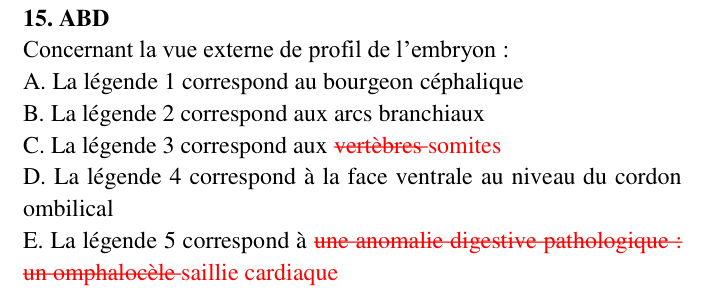 15. ABD
Concernant la vue externe de profil de l'embryon :
A. La légende 1 correspond au bourgeon céphalique
B. La légende 2 correspond aux arcs branchiaux
C. La légende 3 correspond aux vertèbres somites
D. La légende 4 correspond à la face ventrale au niveau du cordon
ombilical
E. La légende 5 correspond à une anomalie digestive pathologique :
un omphalocèle saillie cardiaque